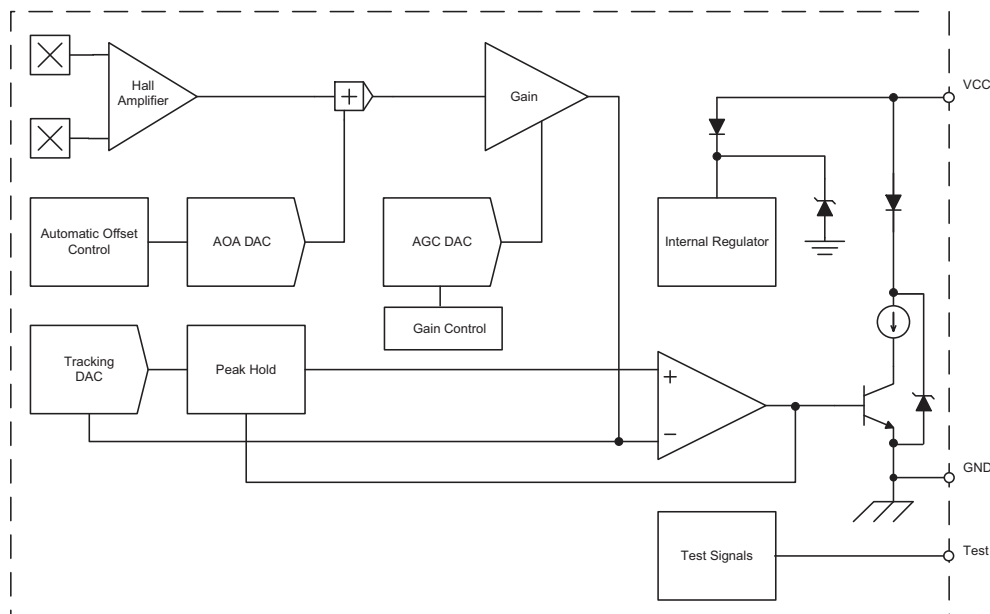 VCC
Hall
Amplifier
+
Gain
Automatic Offset
Control
AOA DAC
AGC DAC
Internal Regulator
Gain Control
Tracking
DAC
Peak Hold
+
−
GND
Test Signals
Test